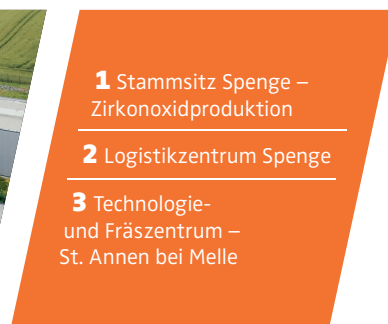 1 Stammsitz Spenge –
Zirkonoxidproduktion
2 Logistikzentrum Spenge
3 Technologie-
und Fräszentrum –
St. Annen bei Melle